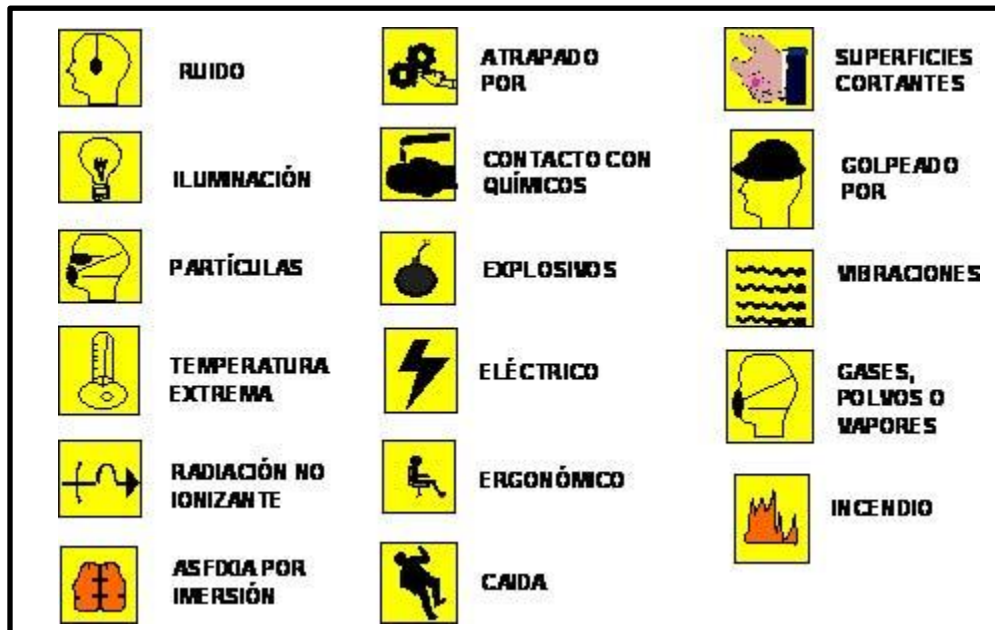 RUIDO
ILUMINACIÓN
PARTÍCULAS
TEMPERATURA
EXTREMA
RADIACIÓN NO
IONIZANTE
ASFIXIA POR
IMERSIÓN
ATRAPADO
POR
CONTACTO CON
QUÍMICOS
EXPLOSIVOS
ELÉCTRICO
ERGONÓMICO
CAIDA
SUPERFICIES
CORTANTES
GOLPEADO
POR
VIBRACIONES
GASES,
POLVOS O
VAPORES
INCENDIO